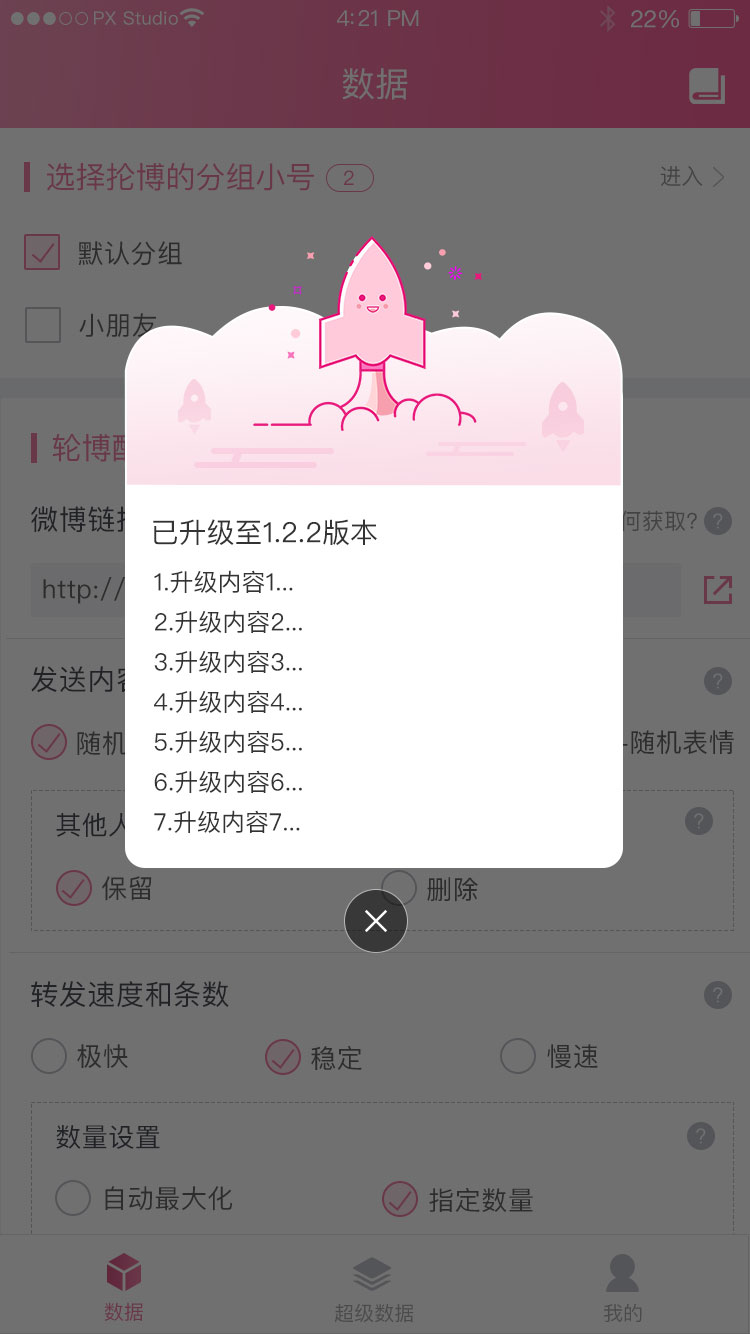 PX Studio 4:21 PM 22%
数据
选择抡博的分组小号 2 进入
默认分组
小朋友
轮博
微博链 何获取? ?
http://
已升级至1.2.2版本
1.升级内容1...
2.升级内容2...
3.升级内容3...
4.升级内容4...
5.升级内容5...
6.升级内容6...
7.升级内容7...
发送内容 ?
随机 -随机表情
其他人 ?
保留 删除
转发速度和条数 ?
极快 稳定 慢速
数量设置 ?
自动最大化 指定数量
数据 超级数据 我的